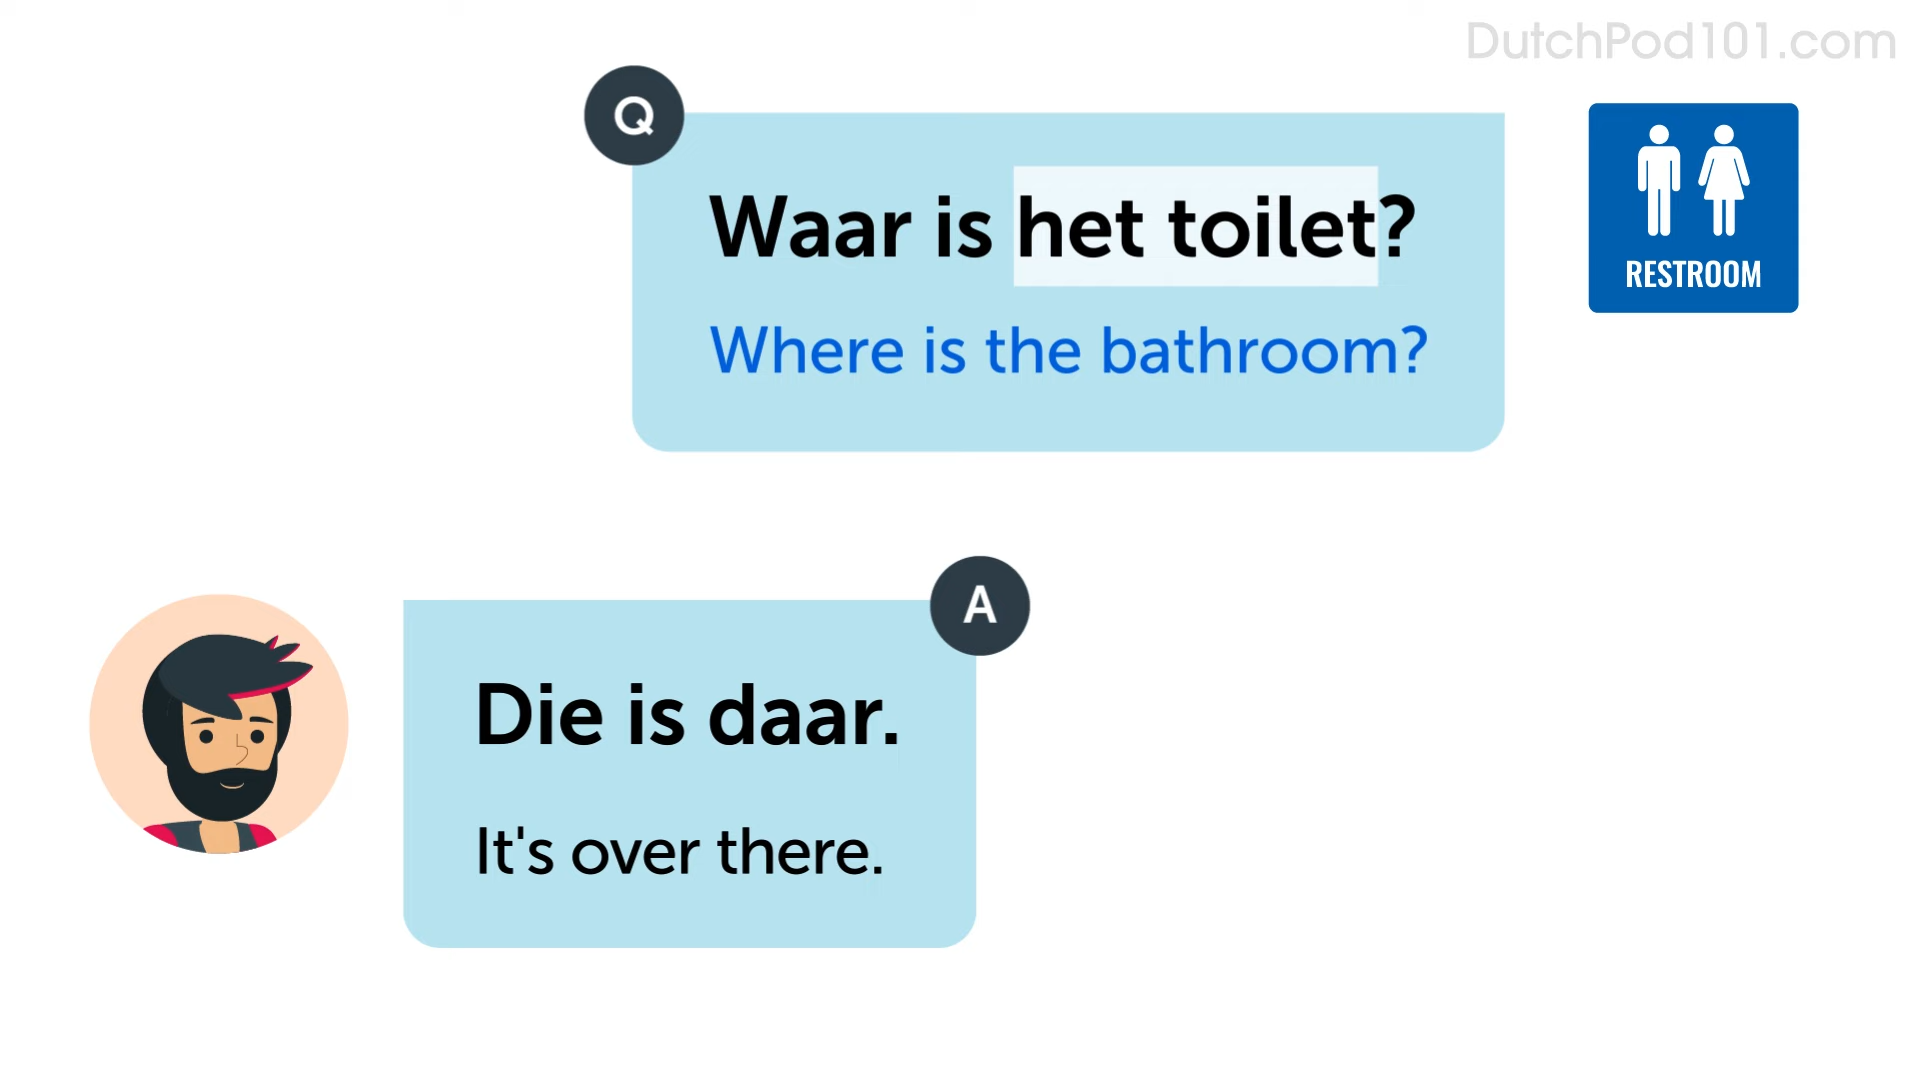 DutchPod101.com
Q
Waar is het toilet?
Where is the bathroom?
RESTROOM
A
Die is daar.
It's over there.